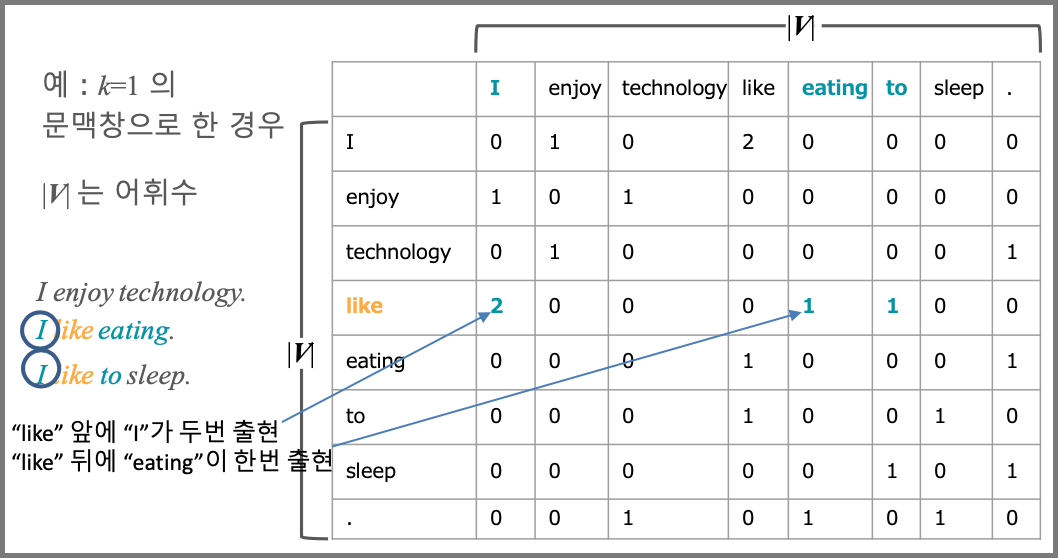 |V|
예 : k=1 의
문맥창으로 한 경우
|V| 는 어휘수
I enjoy technology.
I like eating.
I like to sleep.
“like” 앞에 “I”가 두번 출현
“like” 뒤에 “eating”이 한번 출현
|V|
I enjoy technology like eating to sleep .
I 0 1 0 2 0 0 0 0
enjoy 1 0 1 0 0 0 0 0
technology 0 1 0 0 0 0 0 1
like 2 0 0 0 1 1 0 0
eating 0 0 0 1 0 0 0 1
to 0 0 0 1 0 0 1 0
sleep 0 0 0 0 0 1 0 1
. 0 0 1 0 1 0 1 0